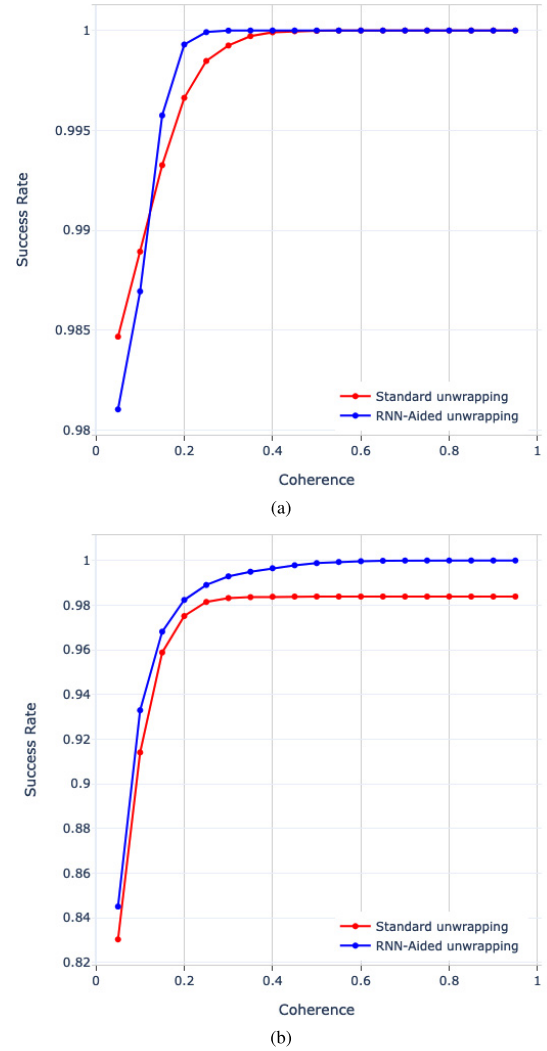 1
0.995
0.99
0.985
0.98
Success Rate
Standard unwrapping
RNN-Aided unwrapping
0 0.2 0.4 0.6 0.8 1
Coherence
(a)
1
0.98
0.96
0.94
0.92
0.9
0.88
0.86
0.84
0.82
Success Rate
Standard unwrapping
RNN-Aided unwrapping
0 0.2 0.4 0.6 0.8 1
Coherence
(b)